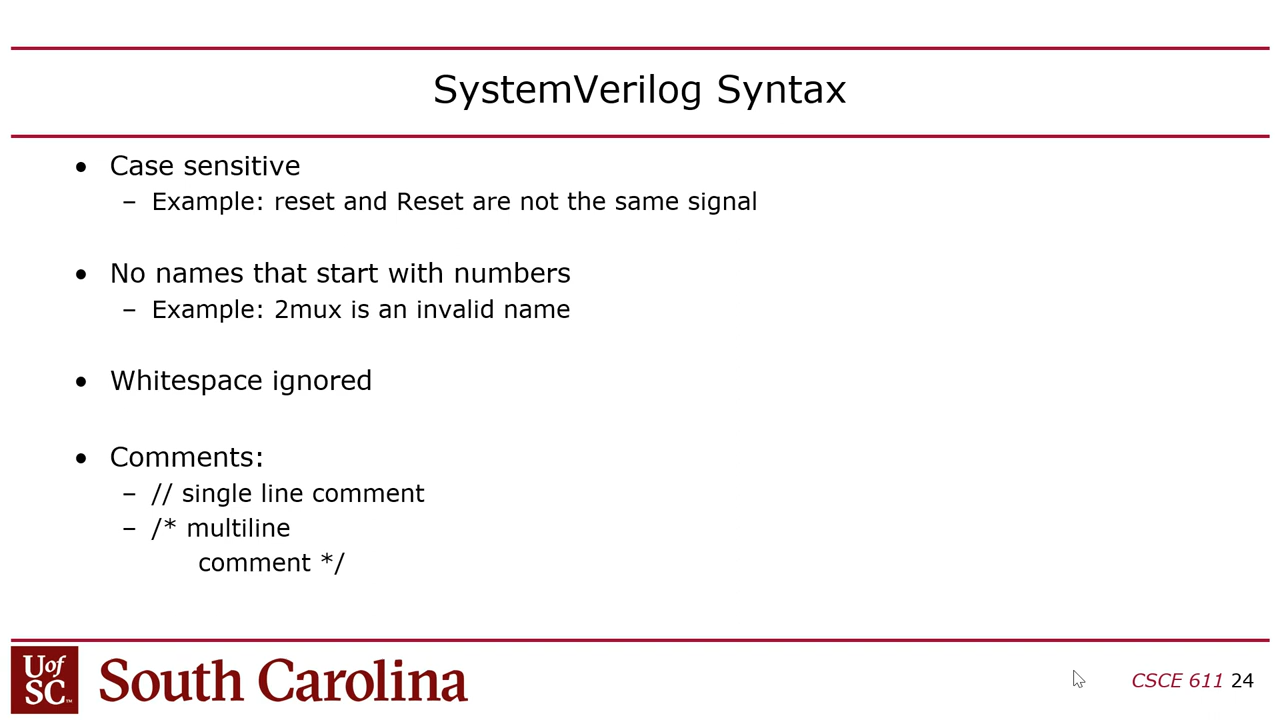 SystemVerilog Syntax
• Case sensitive
– Example: reset and Reset are not the same signal
• No names that start with numbers
– Example: 2mux is an invalid name
• Whitespace ignored
• Comments:
– // single line comment
– /* multiline
comment */
UofSC™ South Carolina
CSCE 611 24